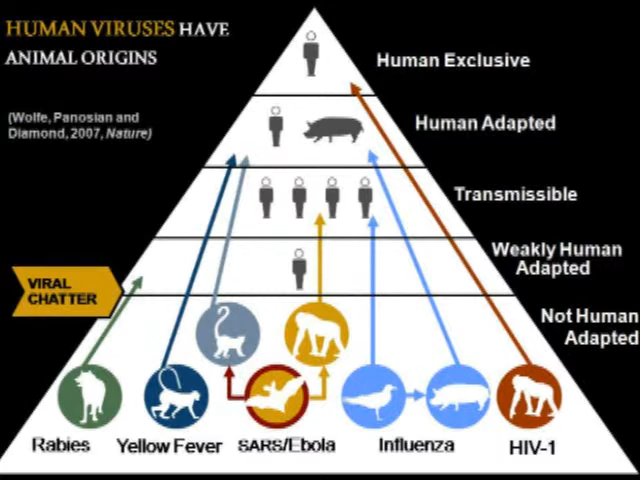 HUMAN VIRUSES HAVE
ANIMAL ORIGINS
(Wolfe, Panosian and
Diamond, 2007, Nature)
Human Exclusive
Human Adapted
Transmissible
Weakly Human
Adapted
VIRAL
CHATTER
Not Human
Adapted
Rabies
Yellow Fever
SARS/Ebola
Influenza
HIV-1